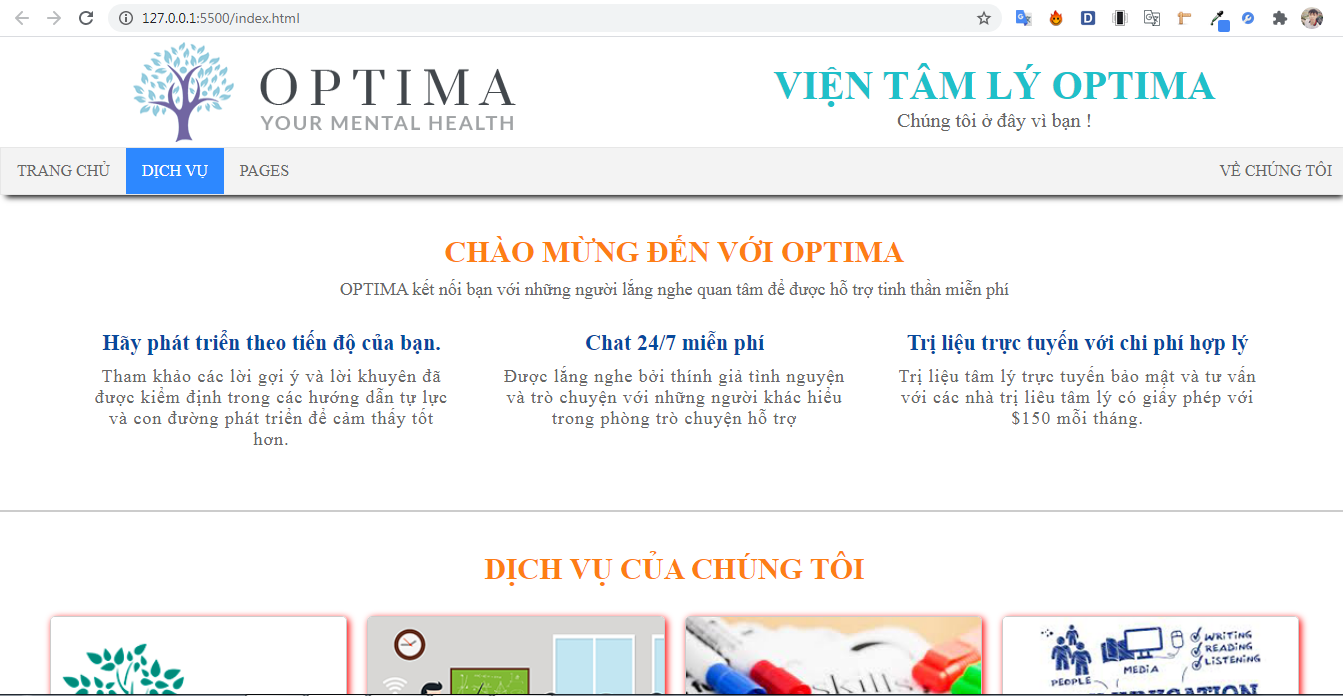 127.0.0.1:5500/index.html
OPTIMA
YOUR MENTAL HEALTH
VIỆN TÂM LÝ OPTIMA
Chúng tôi ở đây vì bạn !
TRANG CHỦ DỊCH VỤ PAGES VỀ CHÚNG TÔI
CHÀO MỪNG ĐẾN VỚI OPTIMA
OPTIMA kết nối bạn với những người lắng nghe quan tâm để được hỗ trợ tinh thần miễn phí
Hãy phát triển theo tiến độ của bạn.
Tham khảo các lời gợi ý và lời khuyên đã
được kiểm định trong các hướng dẫn tự lực
và con đường phát triển để cảm thấy tốt
hơn.
Chat 24/7 miễn phí
Được lắng nghe bởi thính giả tình nguyện
và trò chuyện với những người khác hiểu
trong phòng trò chuyện hỗ trợ
Trị liệu trực tuyến với chi phí hợp lý
Trị liệu tâm lý trực tuyến bảo mật và tư vấn
với các nhà trị liêu tâm lý có giấy phép với
$150 mỗi tháng.
DỊCH VỤ CỦA CHÚNG TÔI
skills
WRITING
READING
LISTENING
MEDIA
PEOPLE